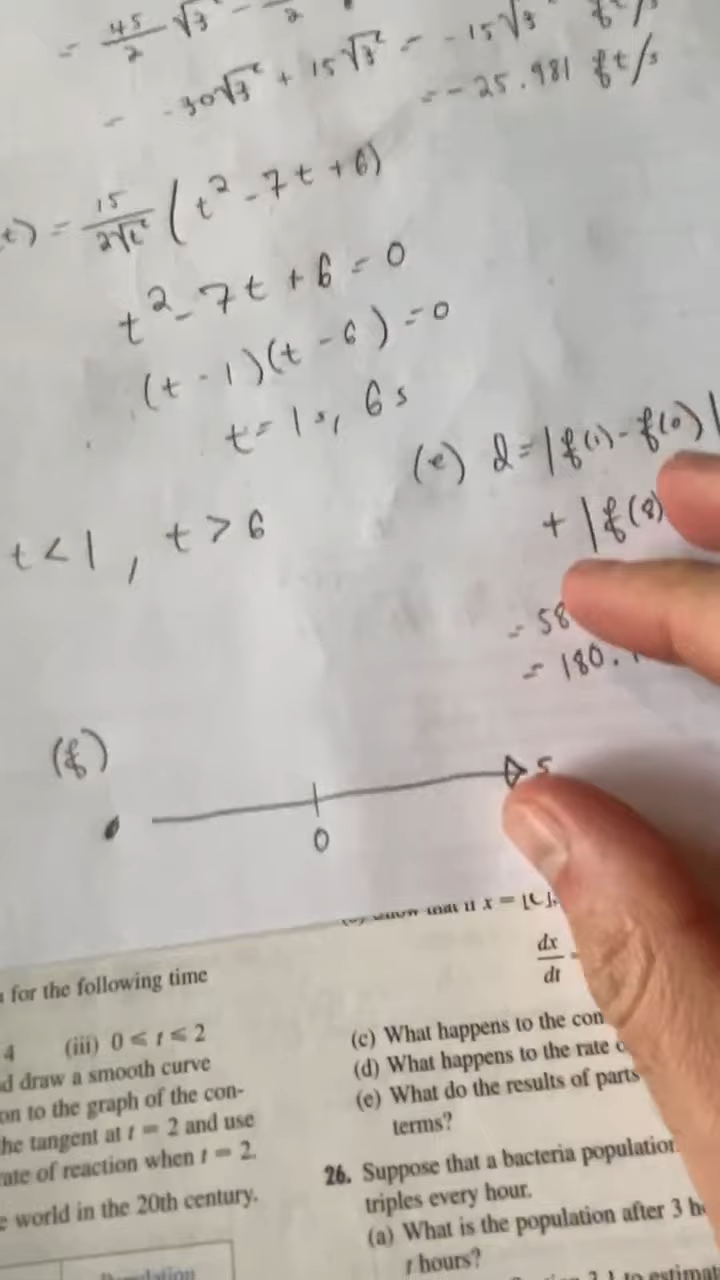 = 45/2 √3 - 2
= -30√3 + 15√3 = -15√3 ft/s
= -25.981 ft/s
t) = 15/2√t (t² - 7t + 6)
t² - 7t + 6 = 0
(t - 1)(t - 6) = 0
t = 1s, 6s
(e) d = |f(1) - f(0)|
+ |f(8)
t < 1, t > 6
= 58
= 180.
(f)
s
0
x = [C],
for the following time
dx
dt
4 (iii) 0 ≤ t ≤ 2
d draw a smooth curve
on to the graph of the con-
he tangent at t = 2 and use
rate of reaction when t = 2.
world in the 20th century.
(c) What happens to the con
(d) What happens to the rate
(e) What do the results of parts
terms?
26. Suppose that a bacteria population
triples every hour.
(a) What is the population after 3 h
t hours?